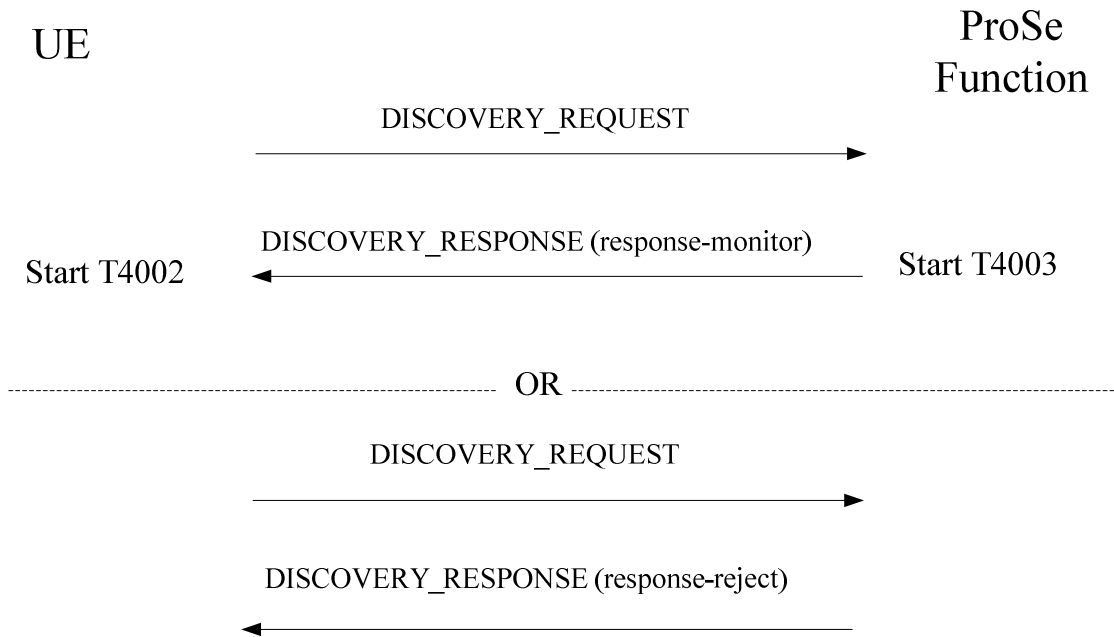 UE
ProSe
Function
DISCOVERY_REQUEST
DISCOVERY_RESPONSE (response-monitor)
Start T4002
Start T4003
OR
DISCOVERY_REQUEST
DISCOVERY_RESPONSE (response-reject)